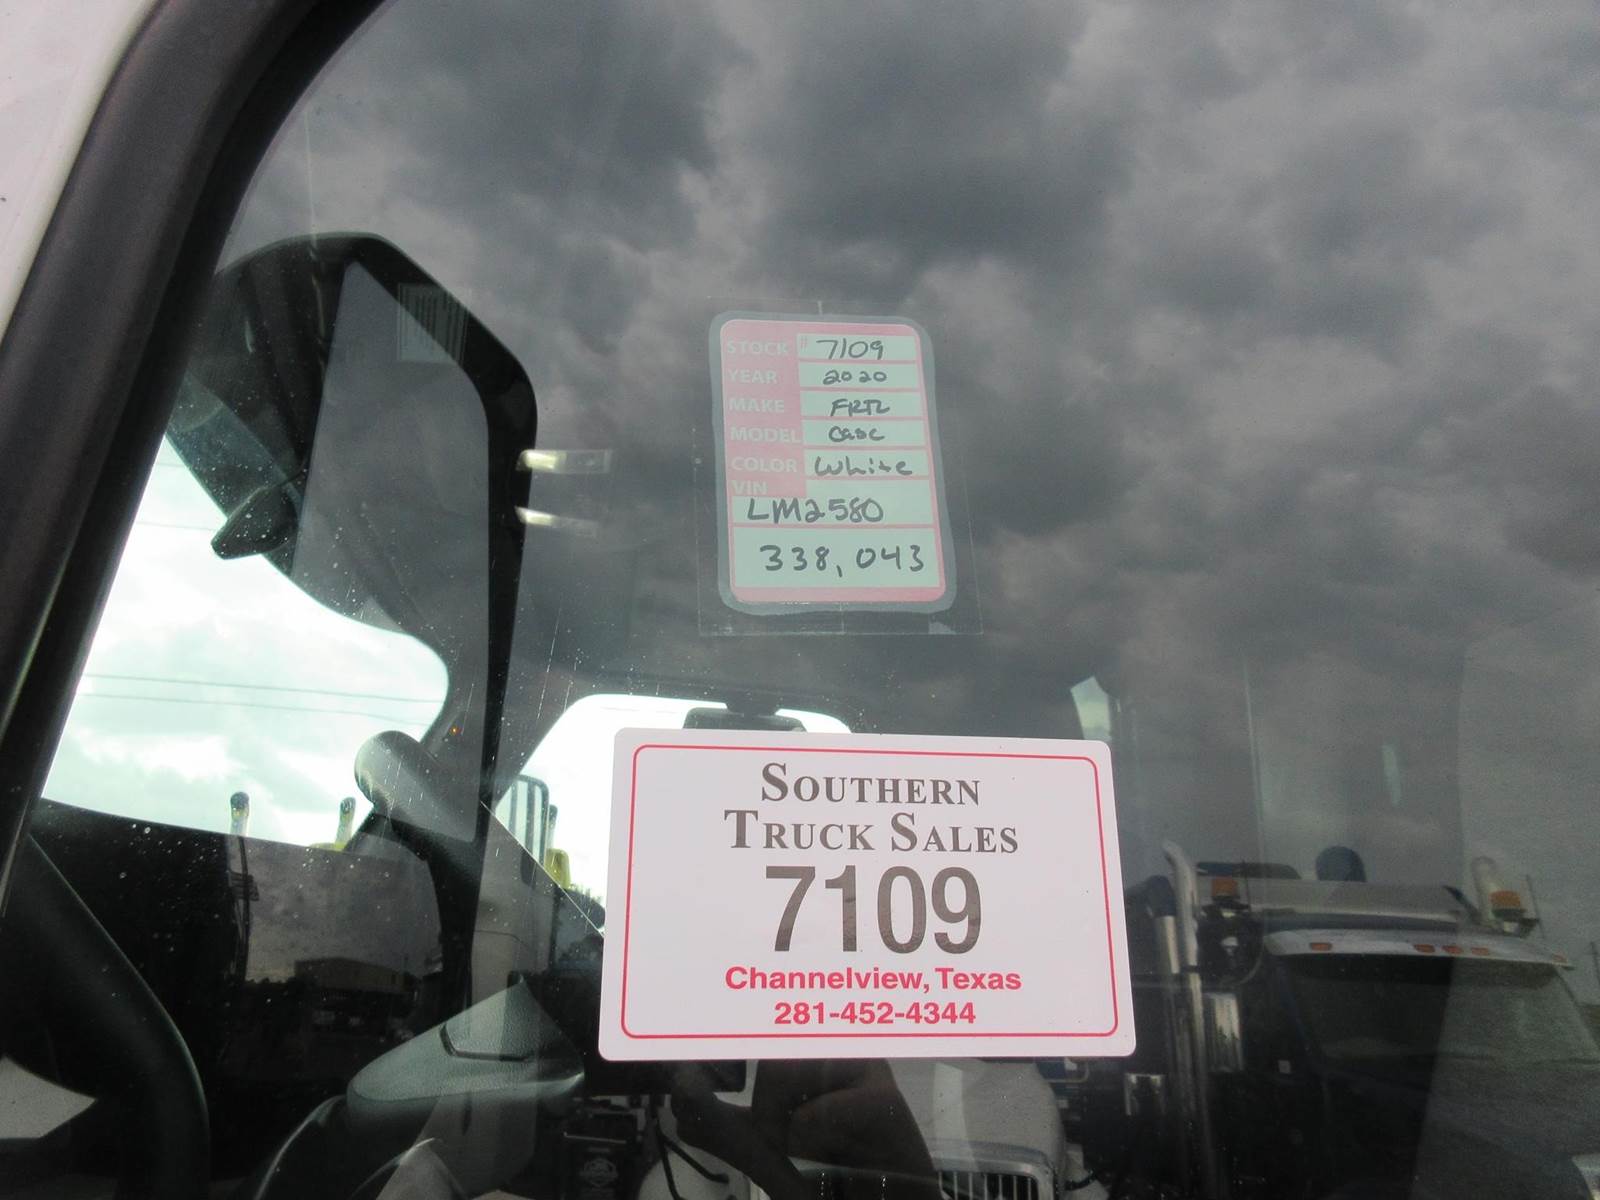 STOCK # 7109
YEAR 2020
MAKE FRTL
MODEL Casc
COLOR White
VIN
LM2580
338,043
SOUTHERN
TRUCK SALES
7109
Channelview, Texas
281-452-4344